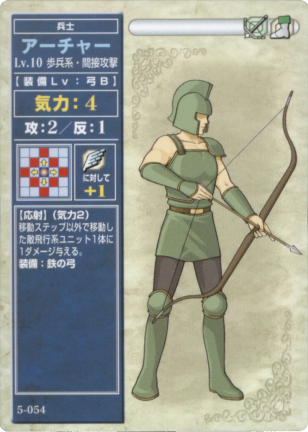 兵士
アーチャー
Lv.10 歩兵系・間接攻撃
【装備Lv:弓B】
気力:4
攻:2/反:1
に対して
+1
【応射】(気力2)
移動ステップ以外で移動し
た敵飛行系ユニット1体に
1ダメージ与える。
装備:鉄の弓
5-054